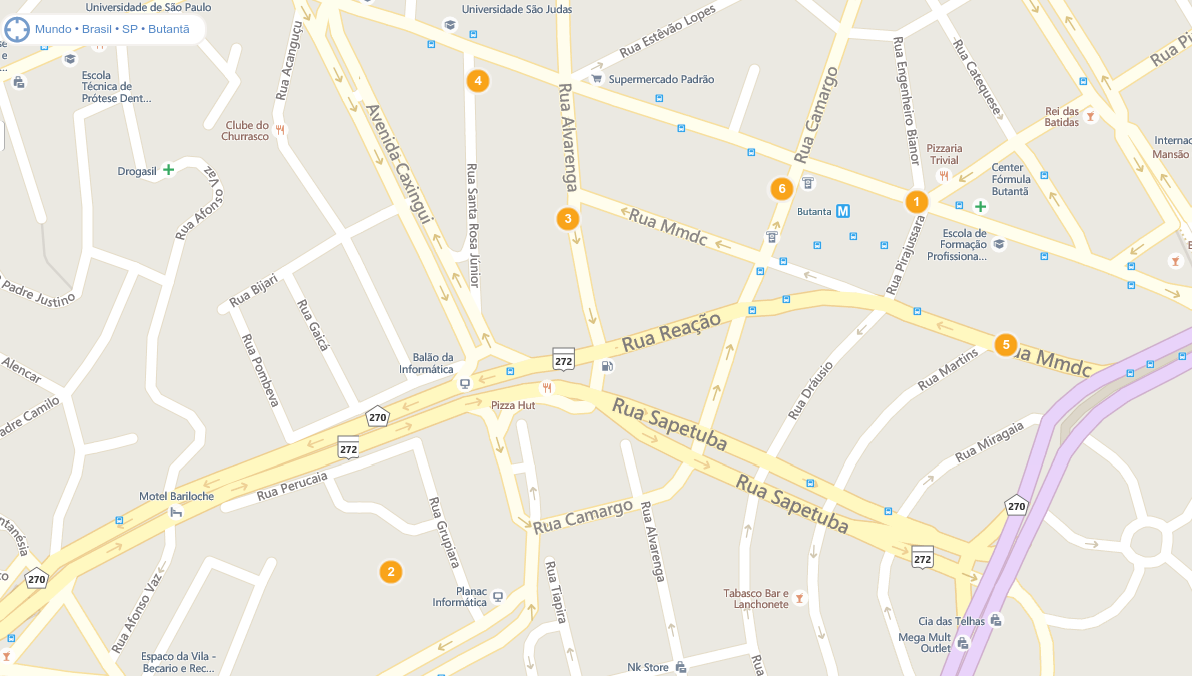 Universidade de São Paulo
Universidade São Judas
Mundo • Brasil • SP • Butantã
Rua Estêvão Lopes
Rua Acanguçu
Escola
Técnica de
Prótese Dent...
Supermercado Padrão
4
Rua Alvarenga
Rua Camargo
Rua Engenheiro Bianor
Rua Catequese
Rua Pi
Avenida Caxingui
Clube do
Churrasco
Rei das
Batidas
Pizzaria
Trivial
Internac
Mansão
Drogasil
Rua Afonso Vaz
Rua Santa Rosa Júnior
Center
Fórmula
Butantã
6
1
3
Butanta
M
Rua Mmdc
Escola de
Formação
Profissiona...
Rua Pirajussara
padre Justino
Rua Bijari
Rua Gaicá
Rua Pombeva
Rua Reação
272
5
Rua Mmdc
Balão da
Informática
Alencar
Rua Martins
Rua Dráusio
Pizza Hut
270
272
Rua Sapetuba
adre Camilo
Rua Miragaia
Rua Perucaia
Motel Bariloche
Rua Sapetuba
270
Rua Grupiara
Rua Camargo
Rua Alvarenga
antanésia
272
270
2
Rua Afonso Vaz
Planac
Informática
Rua Tiapira
Tabasco Bar e
Lanchonete
Cia das Telhas
Mega Mult
Outlet
Espaco da Vila -
Becario e Rec...
Nk Store
Rua